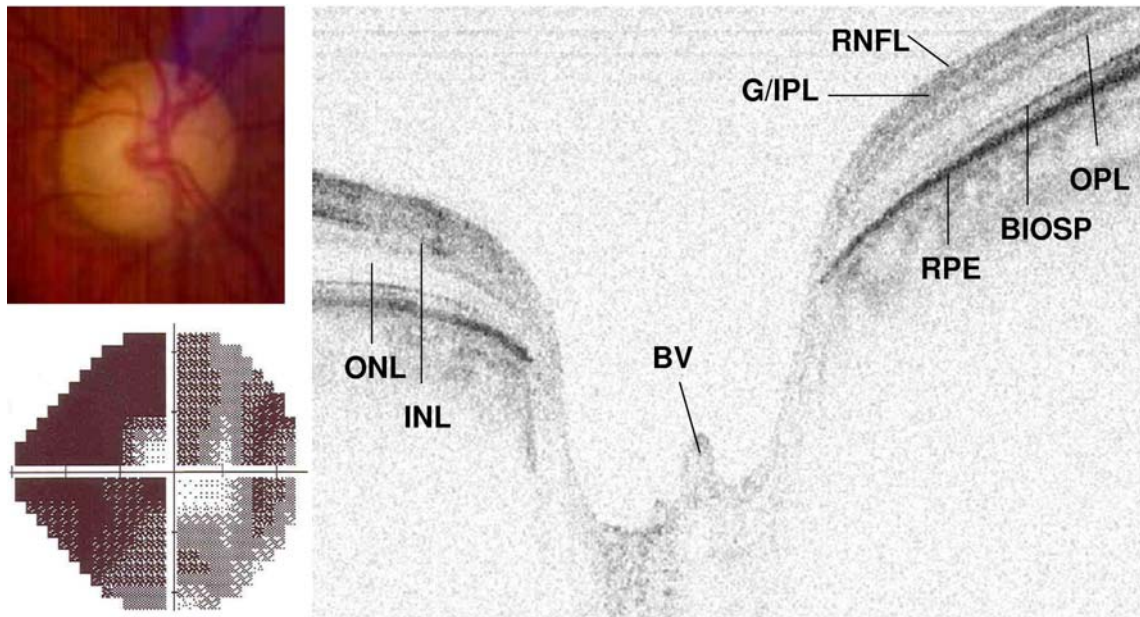 RNFL
G/IPL
OPL
BIOSP
RPE
ONL
INL
BV